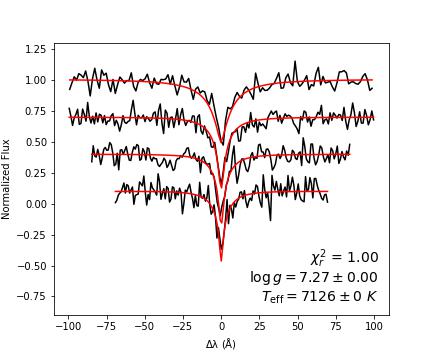 1.25
1.00
0.75
0.50
0.25
0.00
−0.25
−0.50
−0.75
Normalized Flux
χ²ᵣ = 1.00
log g = 7.27 ± 0.00
T_eff = 7126 ± 0 K
−100 −75 −50 −25 0 25 50 75 100
Δλ (Å)